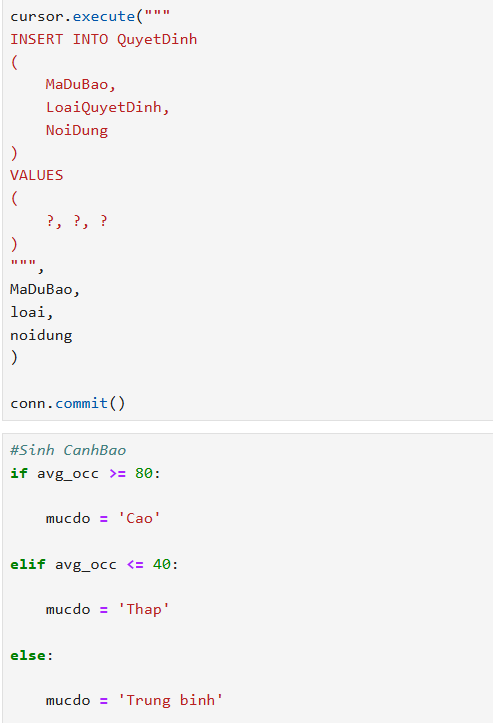 cursor.execute("""
INSERT INTO QuyetDinh
(
    MaDuBao,
    LoaiQuyetDinh,
    NoiDung
)
VALUES
(
    ?, ?, ?
)
""",
MaDuBao,
loai,
noidung
)

conn.commit()

#Sinh CanhBao
if avg_occ >= 80:

    mucdo = 'Cao'

elif avg_occ <= 40:

    mucdo = 'Thap'

else:

    mucdo = 'Trung binh'